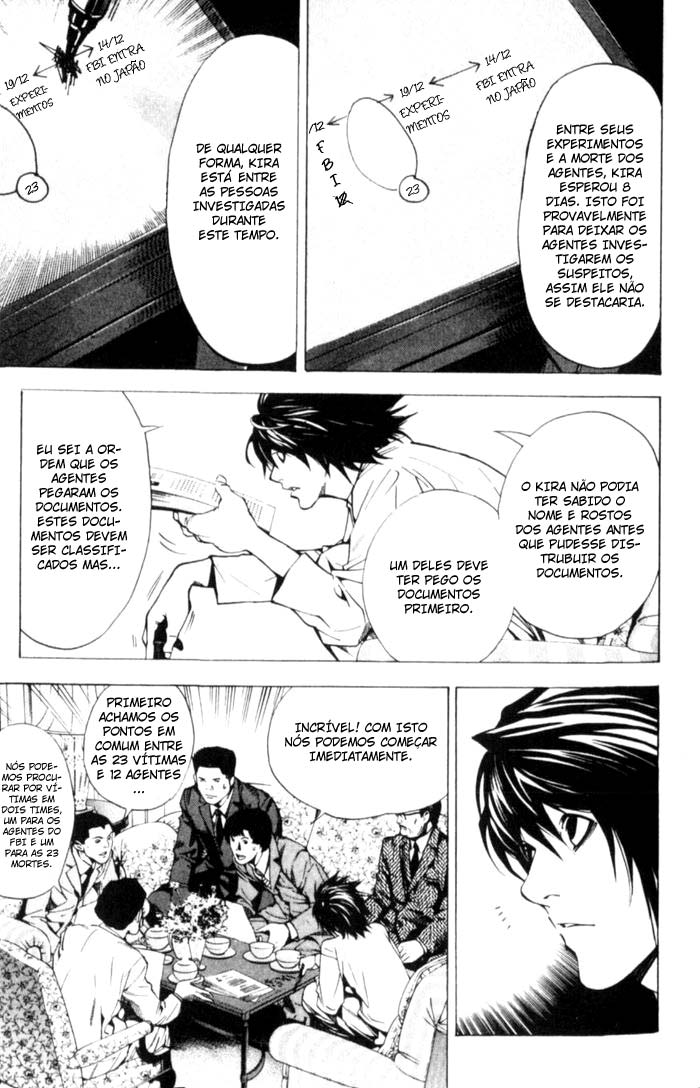 19/12
EXPERI-
MENTOS
14/12
FBI ENTRA
NO JAPÃO
/12
FBI
12
23
ENTRE SEUS
EXPERIMENTOS
E A MORTE DOS
AGENTES, KIRA
ESPEROU 8
DIAS. ISTO FOI
PROVAVELMENTE
PARA DEIXAR OS
AGENTES INVES-
TIGAREM OS
SUSPEITOS,
ASSIM ELE NÃO
SE DESTACARIA.
19/12
EXPERI-
MENTOS
14/12
FBI ENTRA
NO JAPÃO
23
DE QUALQUER
FORMA, KIRA
ESTÁ ENTRE
AS PESSOAS
INVESTIGADAS
DURANTE
ESTE TEMPO.
O KIRA NÃO PODIA
TER SABIDO O
NOME E ROSTOS
DOS AGENTES ANTES
QUE PUDESSE DIS-
TRUBUIR OS
DOCUMENTOS.
UM DELES DEVE
TER PEGO OS
DOCUMENTOS
PRIMEIRO.
EU SEI A OR-
DEM QUE OS
AGENTES
PEGARAM OS
DOCUMENTOS.
ESTES DOCU-
MENTOS DEVEM
SER CLASSIFI-
CADOS MAS...
INCRÍVEL! COM ISTO
NÓS PODEMOS COMEÇAR
IMEDIATAMENTE.
PRIMEIRO
ACHAMOS OS
PONTOS EM
COMUM ENTRE
AS 23 VÍTIMAS
E 12 AGENTES
...
NÓS PODE-
MOS PROCU-
RAR POR VÍ-
TIMAS EM
DOIS TIMES,
UM PARA OS
AGENTES DO
FBI E UM
PARA AS 23
MORTES.